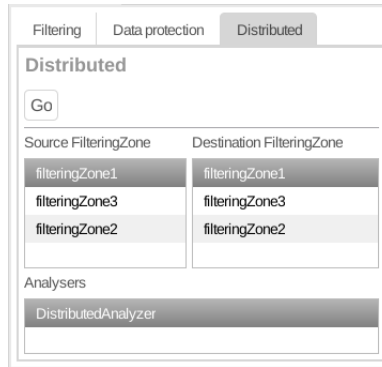 Filtering Data protection Distributed
Distributed
Go
Source FilteringZone Destination FilteringZone
filteringZone1 filteringZone1
filteringZone3 filteringZone3
filteringZone2 filteringZone2
Analysers
DistributedAnalyzer